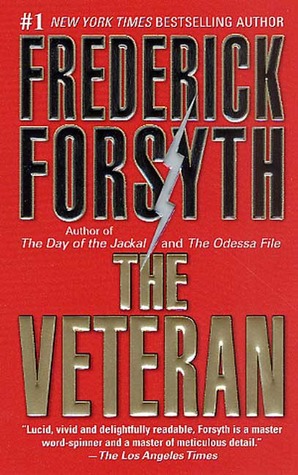 #1 NEW YORK TIMES BESTSELLING AUTHOR
FREDERICK
FORSYTH
Author of
The Day of the Jackal and The Odessa File
THE
VETERAN
"Lucid, vivid and delightfully readable, Forsyth is a master
word-spinner and a master of meticulous detail."
— The Los Angeles Times